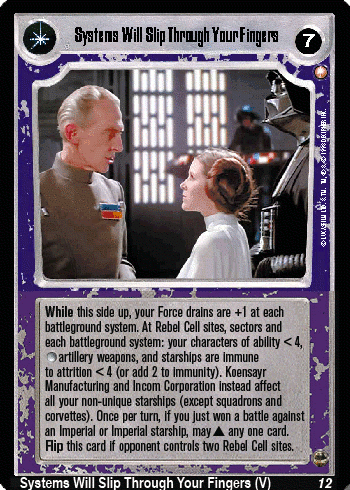 Systems Will Slip Through Your Fingers
7
While this side up, your Force drains are +1 at each
battleground system. At Rebel Cell sites, sectors and
each battleground system: your characters of ability < 4,
artillery weapons, and starships are immune
to attrition < 4 (or add 2 to immunity). Koensayr
Manufacturing and Incom Corporation instead affect
all your non-unique starships (except squadrons and
corvettes). Once per turn, if you just won a battle against
an Imperial or Imperial starship, may ▲ any one card.
Flip this card if opponent controls two Rebel Cell sites.
Systems Will Slip Through Your Fingers (V)
12